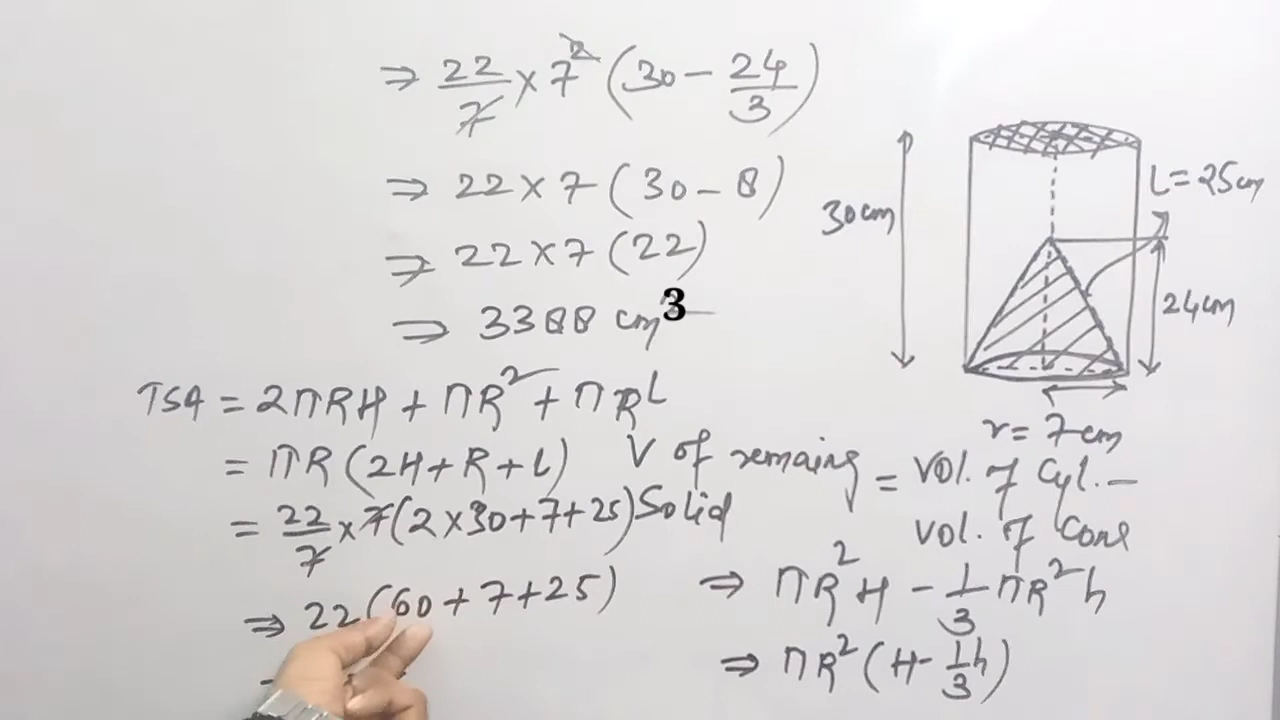 ⇒ 22/7 × 7² (30 - 24/3)
⇒ 22 × 7 (30 - 8)
⇒ 22 × 7 (22)
⇒ 3388 cm³
30cm
L = 25cm
24cm
r = 7cm
TSA = 2πRH + πR² + πRL
= πR (2H + R + L)
= 22/7 × 7 (2 × 30 + 7 + 25)
⇒ 22 (60 + 7 + 25)
V of remaing Solid = Vol. of Cyl. -
Vol. of Cone
⇒ πR²H - 1/3 πR²h
⇒ πR² (H - 1/3 h)